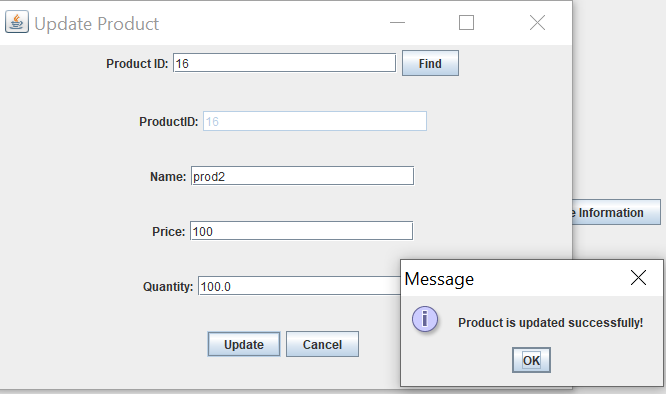 Update Product
Product ID: 16 Find
ProductID: 16
Name: prod2
e Information
Price: 100
Quantity: 100.0
Message
Product is updated successfully!
Update Cancel
OK